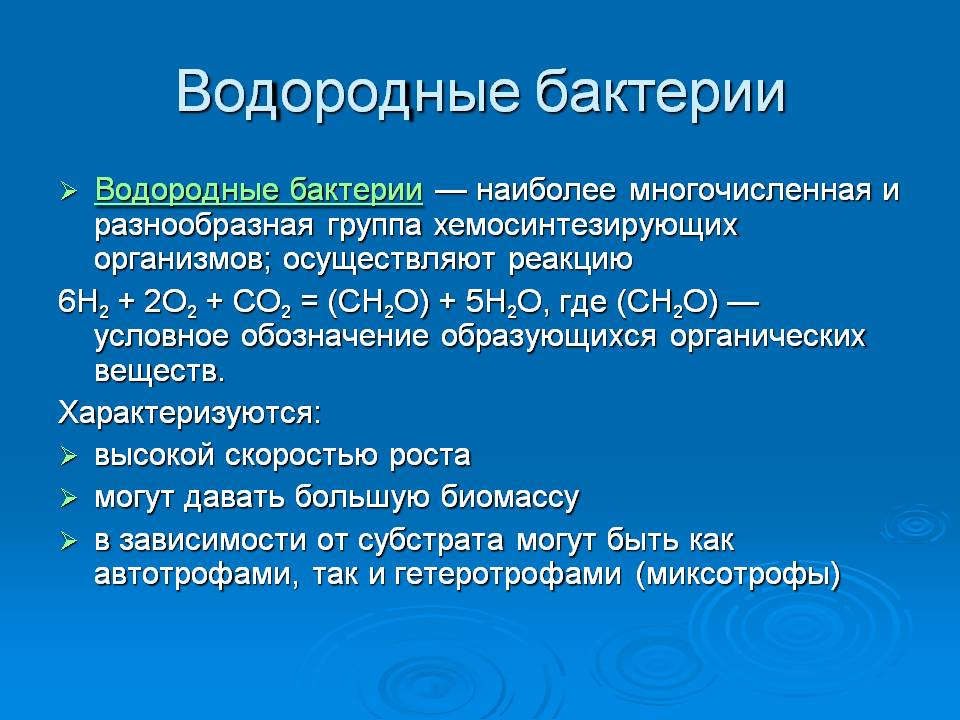 Водородные бактерии
Водородные бактерии — наиболее многочисленная и
разнообразная группа хемосинтезирующих
организмов; осуществляют реакцию
6H₂ + 2O₂ + CO₂ = (CH₂O) + 5H₂O, где (CH₂O) —
условное обозначение образующихся органических
веществ.
Характеризуются:
высокой скоростью роста
могут давать большую биомассу
в зависимости от субстрата могут быть как
автотрофами, так и гетеротрофами (миксотрофы)